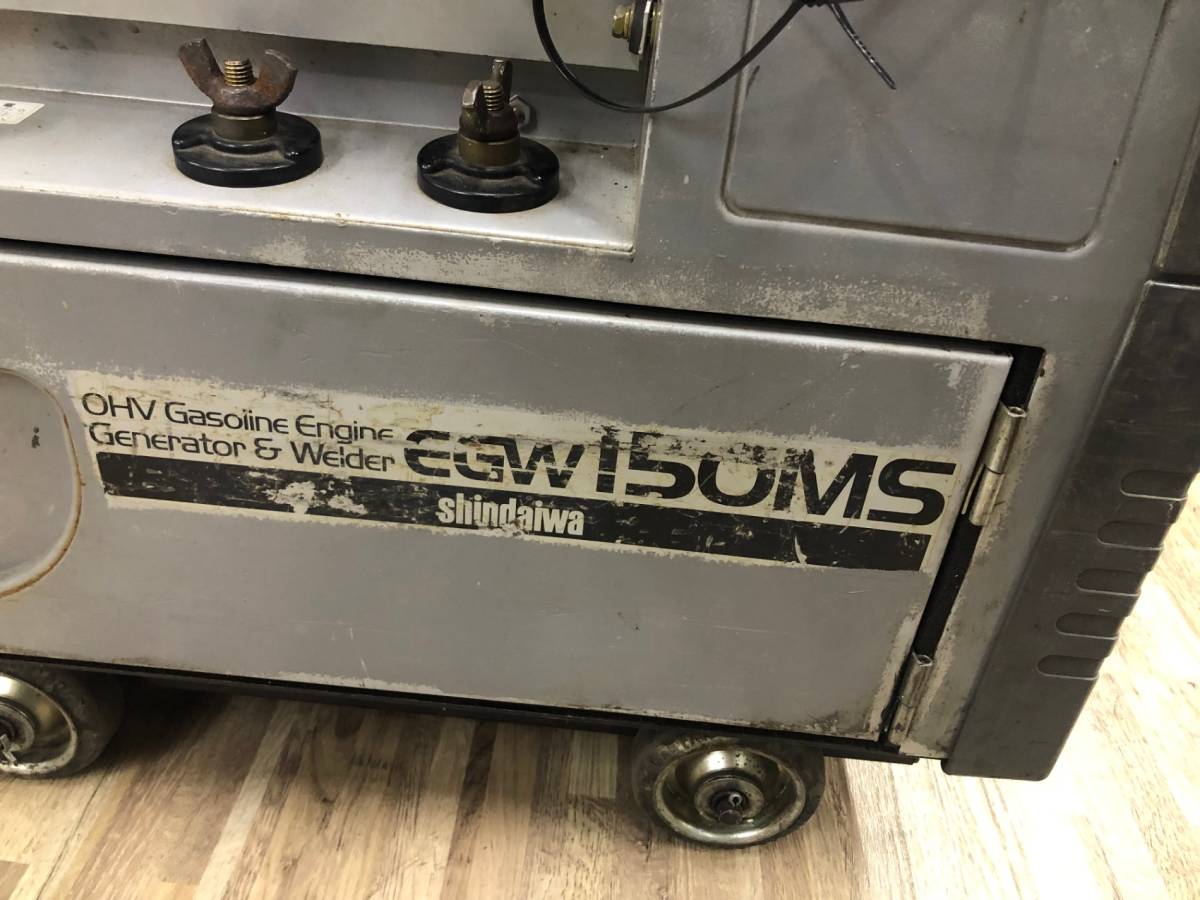 OHV Gasoline Engine
Generator & Welder EGW150MS
shindaiwa